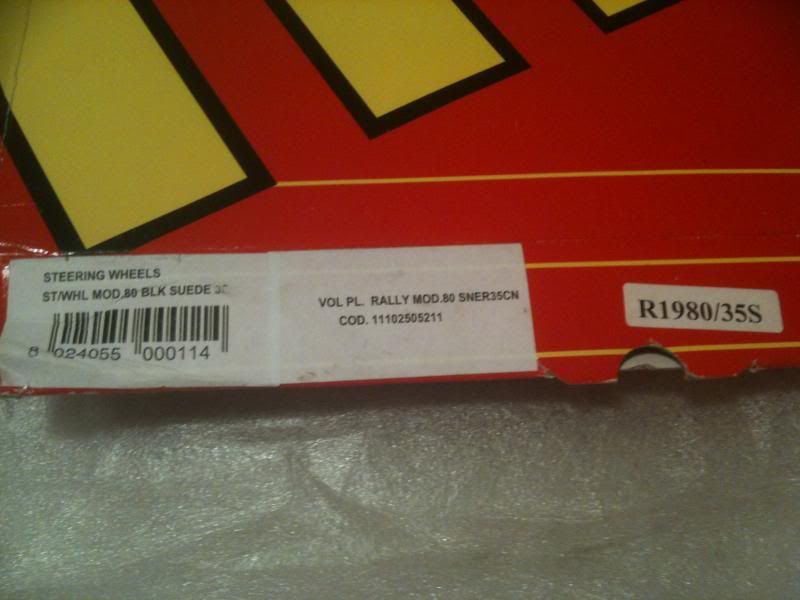 STEERING WHEELS
ST/WHL MOD.80 BLK SUEDE
8 024055 000114
VOL PL. RALLY MOD.80 SNER35CN
COD. 11102505211
R1980/35S